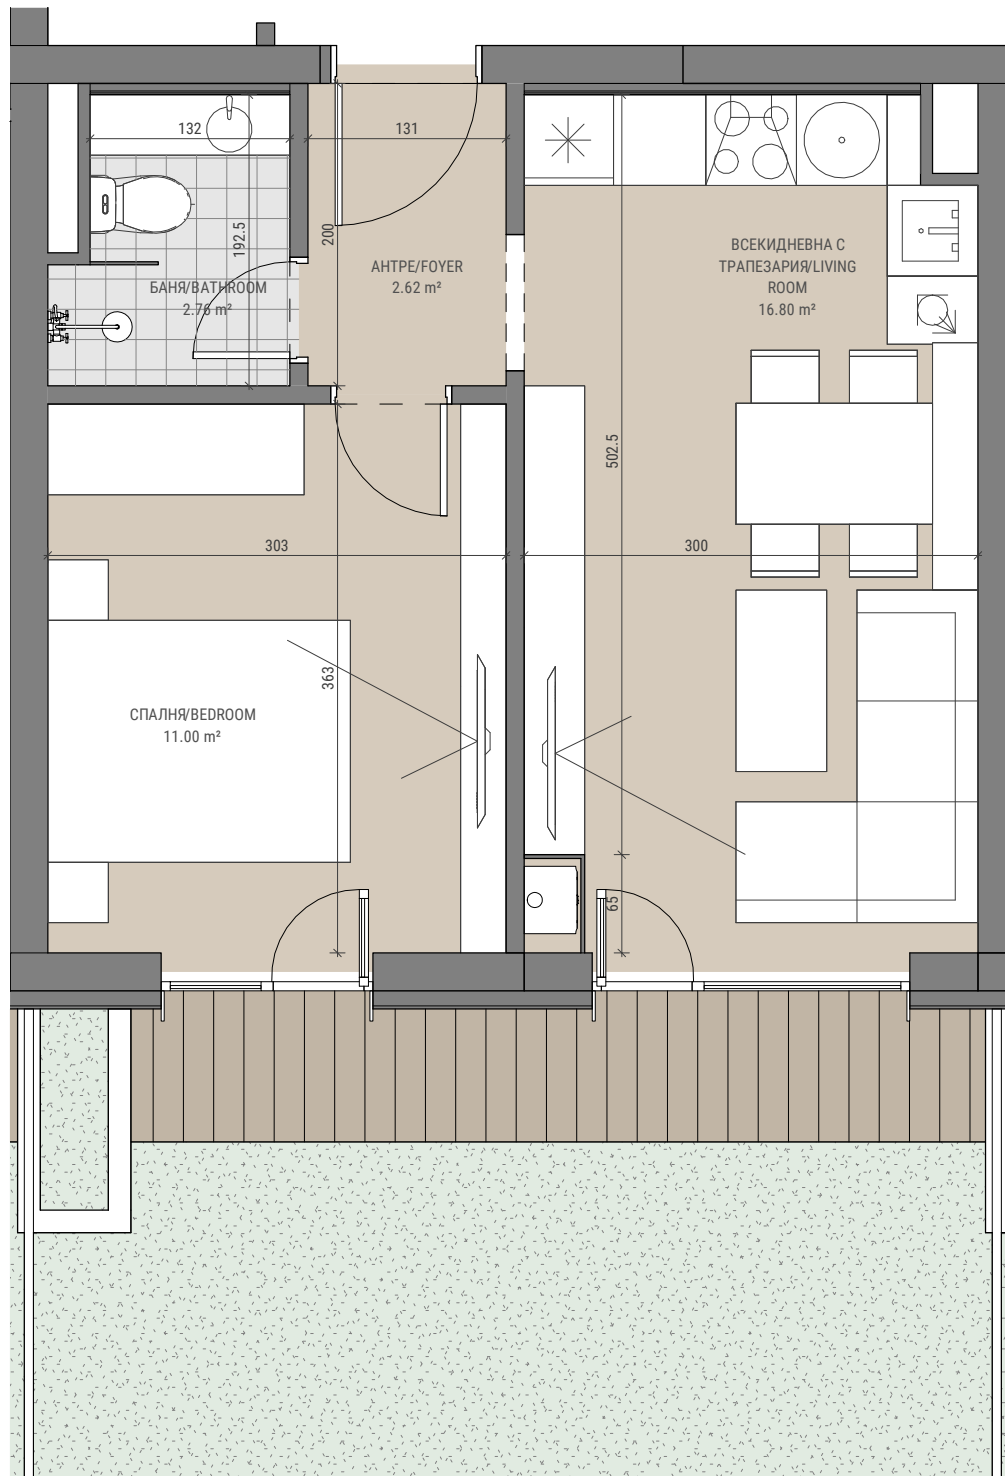 132
131
192.5
200
БАНЯ/BATHROOM
2.76 m²
АНТРЕ/FOYER
2.62 m²
ВСЕКИДНЕВНА С
ТРАПЕЗАРИЯ/LIVING
ROOM
16.80 m²
502.5
303
300
363
СПАЛНЯ/BEDROOM
11.00 m²
65